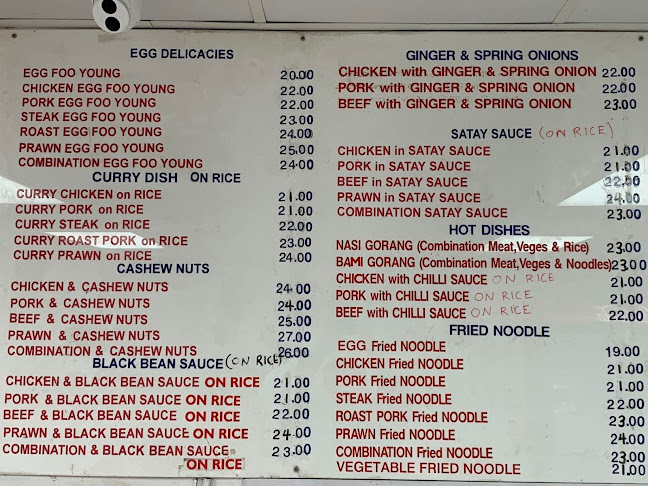 EGG DELICACIES
EGG FOO YOUNG 20.00
CHICKEN EGG FOO YOUNG 22.00
PORK EGG FOO YOUNG 22.00
STEAK EGG FOO YOUNG 23.00
ROAST EGG FOO YOUNG 24.00
PRAWN EGG FOO YOUNG 25.00
COMBINATION EGG FOO YOUNG 24.00
CURRY DISH ON RICE
CURRY CHICKEN on RICE 21.00
CURRY PORK on RICE 21.00
CURRY STEAK on RICE 22.00
CURRY ROAST PORK on RICE 23.00
CURRY PRAWN on RICE 24.00
CASHEW NUTS
CHICKEN & CASHEW NUTS 24.00
PORK & CASHEW NUTS 24.00
BEEF & CASHEW NUTS 25.00
PRAWN & CASHEW NUTS 27.00
COMBINATION & CASHEW NUTS 26.00
BLACK BEAN SAUCE (ON RICE)
CHICKEN & BLACK BEAN SAUCE ON RICE 21.00
PORK & BLACK BEAN SAUCE ON RICE 21.00
BEEF & BLACK BEAN SAUCE ON RICE 22.00
PRAWN & BLACK BEAN SAUCE ON RICE 24.00
COMBINATION & BLACK BEAN SAUCE 23.00
ON RICE
GINGER & SPRING ONIONS
CHICKEN with GINGER & SPRING ONION 22.00
PORK with GINGER & SPRING ONION 22.00
BEEF with GINGER & SPRING ONION 23.00
SATAY SAUCE (ON RICE)
CHICKEN in SATAY SAUCE 21.00
PORK in SATAY SAUCE 21.00
BEEF in SATAY SAUCE 22.00
PRAWN in SATAY SAUCE 24.00
COMBINATION SATAY SAUCE 23.00
HOT DISHES
NASI GORANG (Combination Meat,Veges & Rice) 23.00
BAMI GORANG (Combination Meat,Veges & Noodles) 23.00
CHICKEN with CHILLI SAUCE ON RICE 21.00
PORK with CHILLI SAUCE ON RICE 21.00
BEEF with CHILLI SAUCE ON RICE 22.00
FRIED NOODLE
EGG Fried NOODLE 19.00
CHICKEN Fried NOODLE 21.00
PORK Fried NOODLE 21.00
STEAK Fried NOODLE 22.00
ROAST PORK Fried NOODLE 23.00
PRAWN Fried NOODLE 24.00
COMBINATION Fried NOODLE 23.00
VEGETABLE FRIED NOODLE 21.00